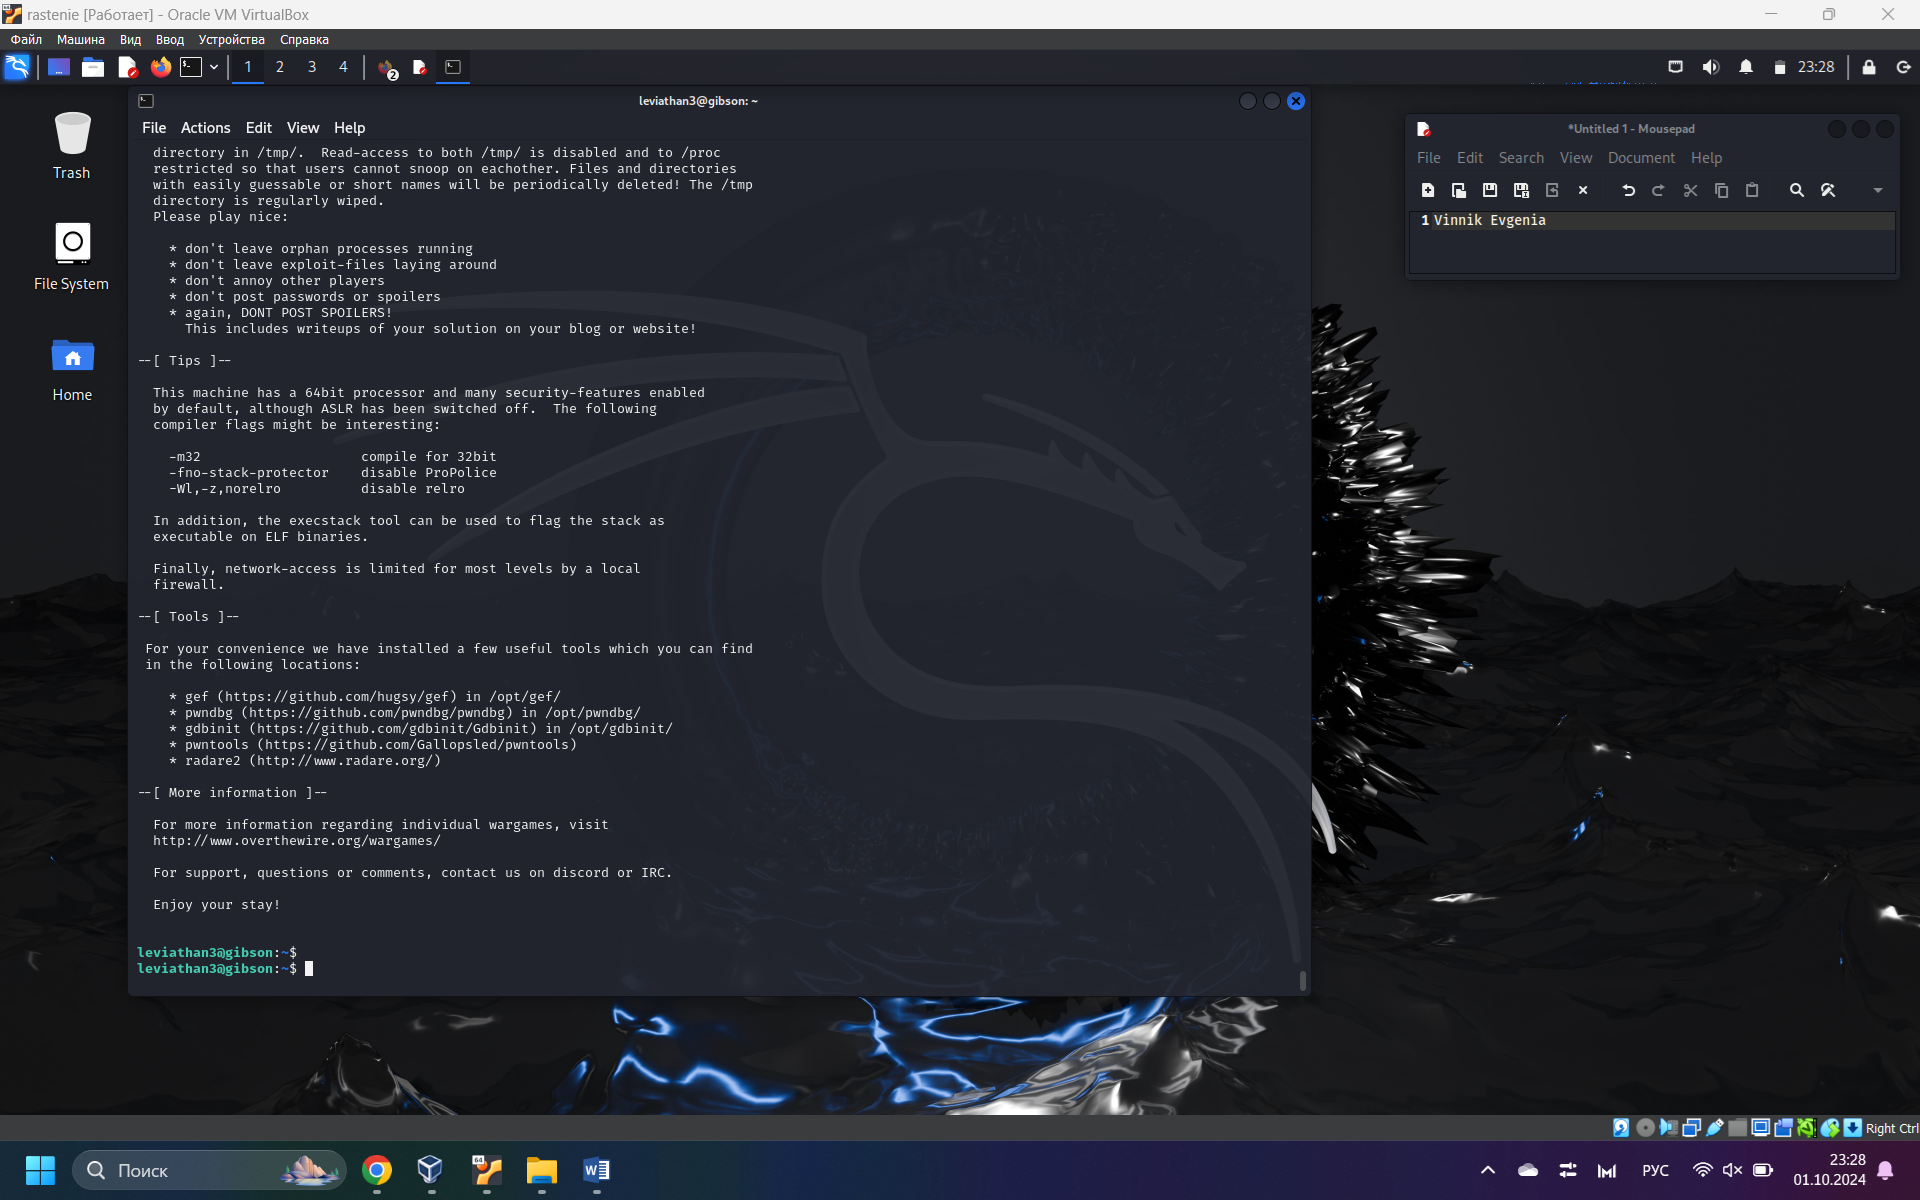 rastenie [Работает] - Oracle VM VirtualBox
Файл Машина Вид Ввод Устройства Справка
1 2 3 4 2 23:28
Trash
File System
Home
leviathan3@gibson: ~
File Actions Edit View Help
directory in /tmp/. Read-access to both /tmp/ is disabled and to /proc
restricted so that users cannot snoop on eachother. Files and directories
with easily guessable or short names will be periodically deleted! The /tmp
directory is regularly wiped.
Please play nice:
* don't leave orphan processes running
* don't leave exploit-files laying around
* don't annoy other players
* don't post passwords or spoilers
* again, DONT POST SPOILERS!
This includes writeups of your solution on your blog or website!
--[ Tips ]--
This machine has a 64bit processor and many security-features enabled
by default, although ASLR has been switched off. The following
compiler flags might be interesting:
-m32 compile for 32bit
-fno-stack-protector disable ProPolice
-Wl,-z,norelro disable relro
In addition, the execstack tool can be used to flag the stack as
executable on ELF binaries.
Finally, network-access is limited for most levels by a local
firewall.
--[ Tools ]--
For your convenience we have installed a few useful tools which you can find
in the following locations:
* gef (https://github.com/hugsy/gef) in /opt/gef/
* pwndbg (https://github.com/pwndbg/pwndbg) in /opt/pwndbg/
* gdbinit (https://github.com/gdbinit/Gdbinit) in /opt/gdbinit/
* pwntools (https://github.com/Gallopsled/pwntools)
* radare2 (http://www.radare.org/)
--[ More information ]--
For more information regarding individual wargames, visit
http://www.overthewire.org/wargames/
For support, questions or comments, contact us on discord or IRC.
Enjoy your stay!
leviathan3@gibson:~$
leviathan3@gibson:~$
*Untitled 1 - Mousepad
File Edit Search View Document Help
1 Vinnik Evgenia
Right Ctrl
Поиск
64
РУС
23:28
01.10.2024